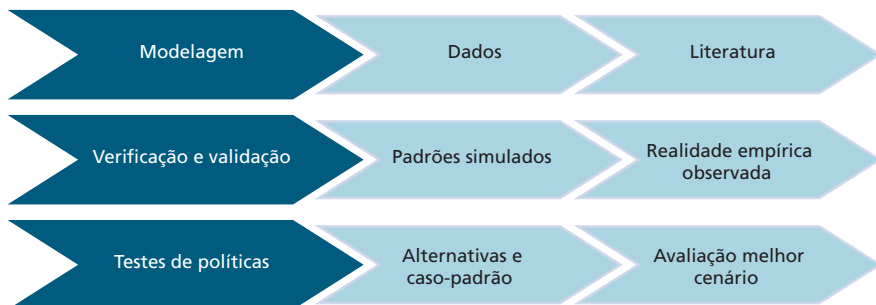 Modelagem
Dados
Literatura
Verificação e validação
Padrões simulados
Realidade empírica
observada
Testes de políticas
Alternativas e
caso-padrão
Avaliação melhor
cenário